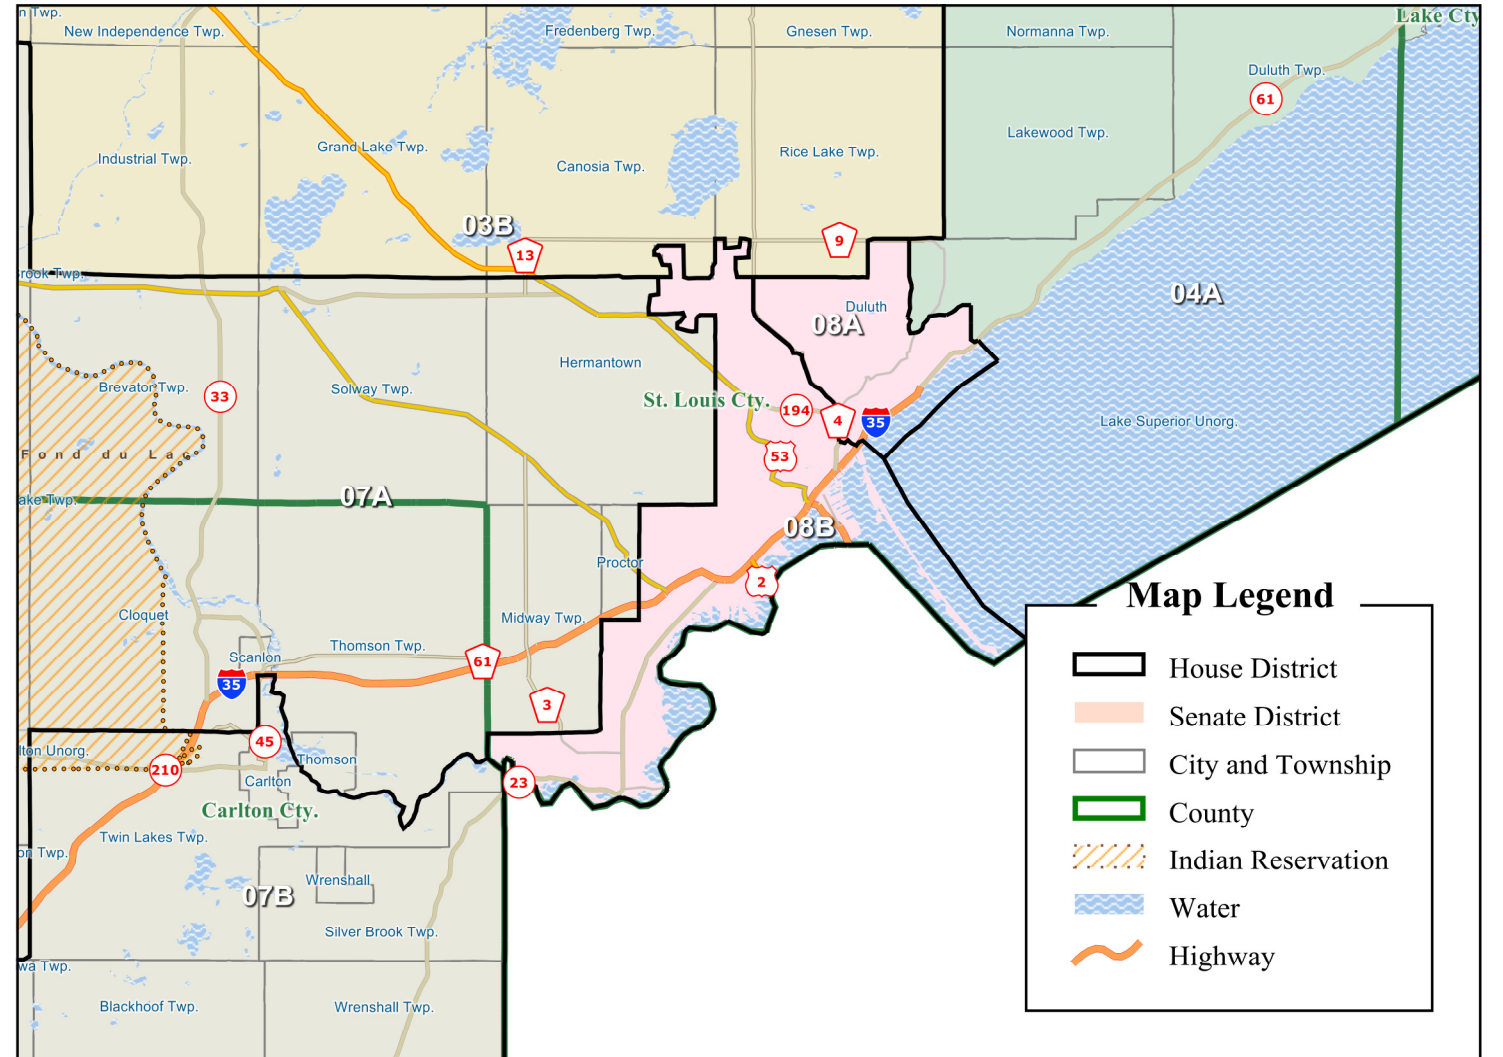 n Twp.
New Independence Twp.
Fredenberg Twp.
Gnesen Twp.
Normanna Twp.
Lake Cty
Duluth Twp.
61
Industrial Twp.
Grand Lake Twp.
Canosia Twp.
Rice Lake Twp.
Lakewood Twp.
03B
13
9
rook Twp.
04A
Duluth
08A
Hermantown
Brevator Twp.
33
Solway Twp.
St. Louis Cty.
194
4
35
Lake Superior Unorg.
Fond du Lac
53
ake Twp.
07A
08B
Proctor
2
Cloquet
Midway Twp.
Thomson Twp.
Scanlon
61
35
3
45
lton Unorg.
210
Thomson
Carlton
23
Carlton Cty.
Twin Lakes Twp.
on Twp.
Wrenshall
07B
Silver Brook Twp.
wa Twp.
Blackhoof Twp.
Wrenshall Twp.
Map Legend
House District
Senate District
City and Township
County
Indian Reservation
Water
Highway